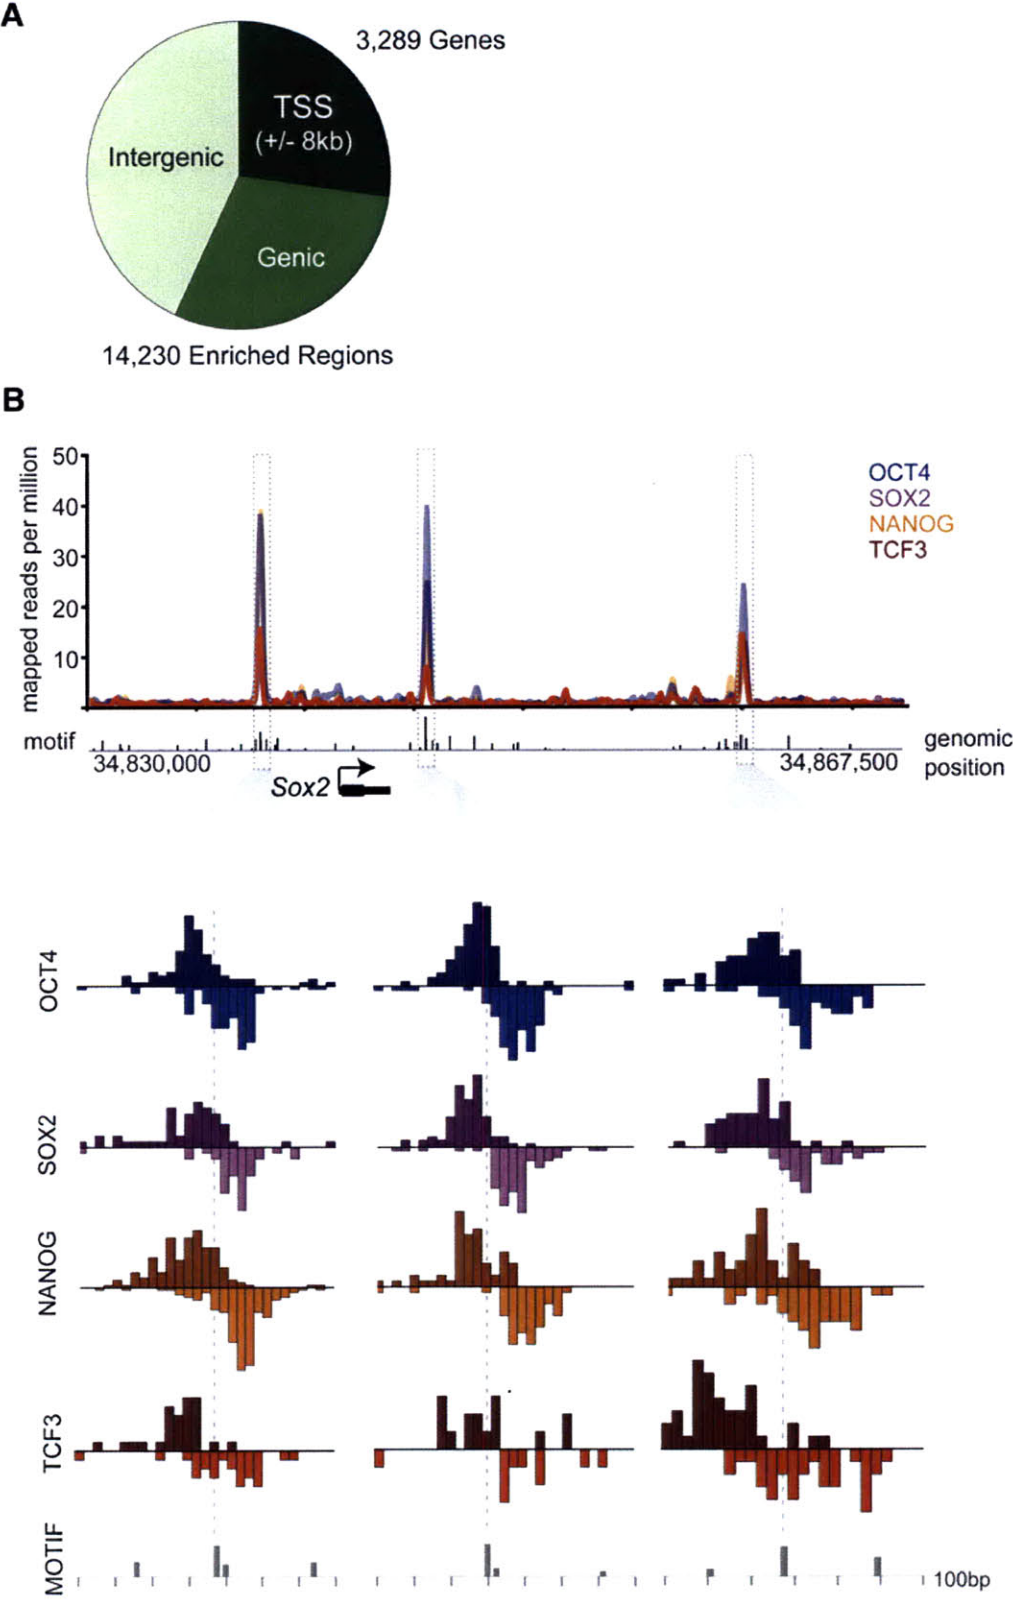 A
3,289 Genes
TSS
(+/- 8kb)
Intergenic
Genic
14,230 Enriched Regions
B
mapped reads per million
50
40
30
20
10
OCT4
SOX2
NANOG
TCF3
motif
34,830,000
34,867,500
genomic
position
Sox2
OCT4
SOX2
NANOG
TCF3
MOTIF
100bp